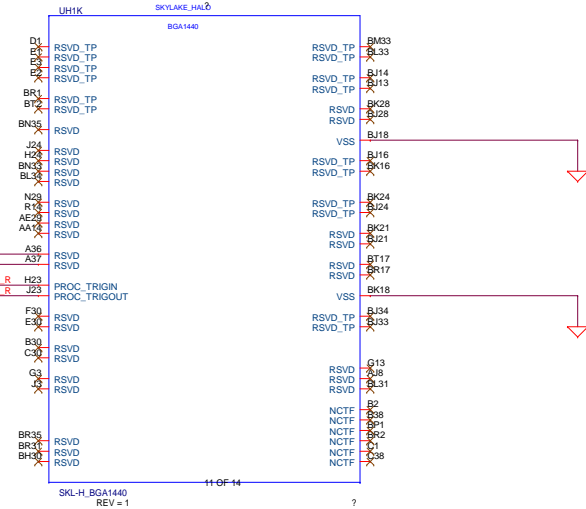 UH1K
SKYLAKE_HALO
?
BGA1440
D1 RSVD_TP
E1 RSVD_TP
E3 RSVD_TP
E2 RSVD_TP
BR1 RSVD_TP
BT2 RSVD_TP
BN35 RSVD
J24 RSVD
H24 RSVD
BN33 RSVD
BL34 RSVD
N29 RSVD
R14 RSVD
AE29 RSVD
AA14 RSVD
A36 RSVD
A37 RSVD
R H23 PROC_TRIGIN
R J23 PROC_TRIGOUT
F30 RSVD
E30 RSVD
B30 RSVD
C30 RSVD
G3 RSVD
J3 RSVD
BR35 RSVD
BR31 RSVD
BH30 RSVD
RSVD_TP BM33
RSVD_TP BL33
RSVD_TP BJ14
RSVD_TP BJ13
RSVD BK28
RSVD BJ28
VSS BJ18
RSVD_TP BJ16
RSVD_TP BK16
RSVD_TP BK24
RSVD_TP BJ24
RSVD BK21
RSVD BJ21
RSVD BT17
RSVD BR17
VSS BK18
RSVD_TP BJ34
RSVD_TP BJ33
RSVD G13
RSVD AJ8
RSVD BL31
NCTF B2
NCTF B38
NCTF BP1
NCTF BR2
NCTF C1
NCTF C38
11 OF 14
SKL-H_BGA1440
REV = 1
?